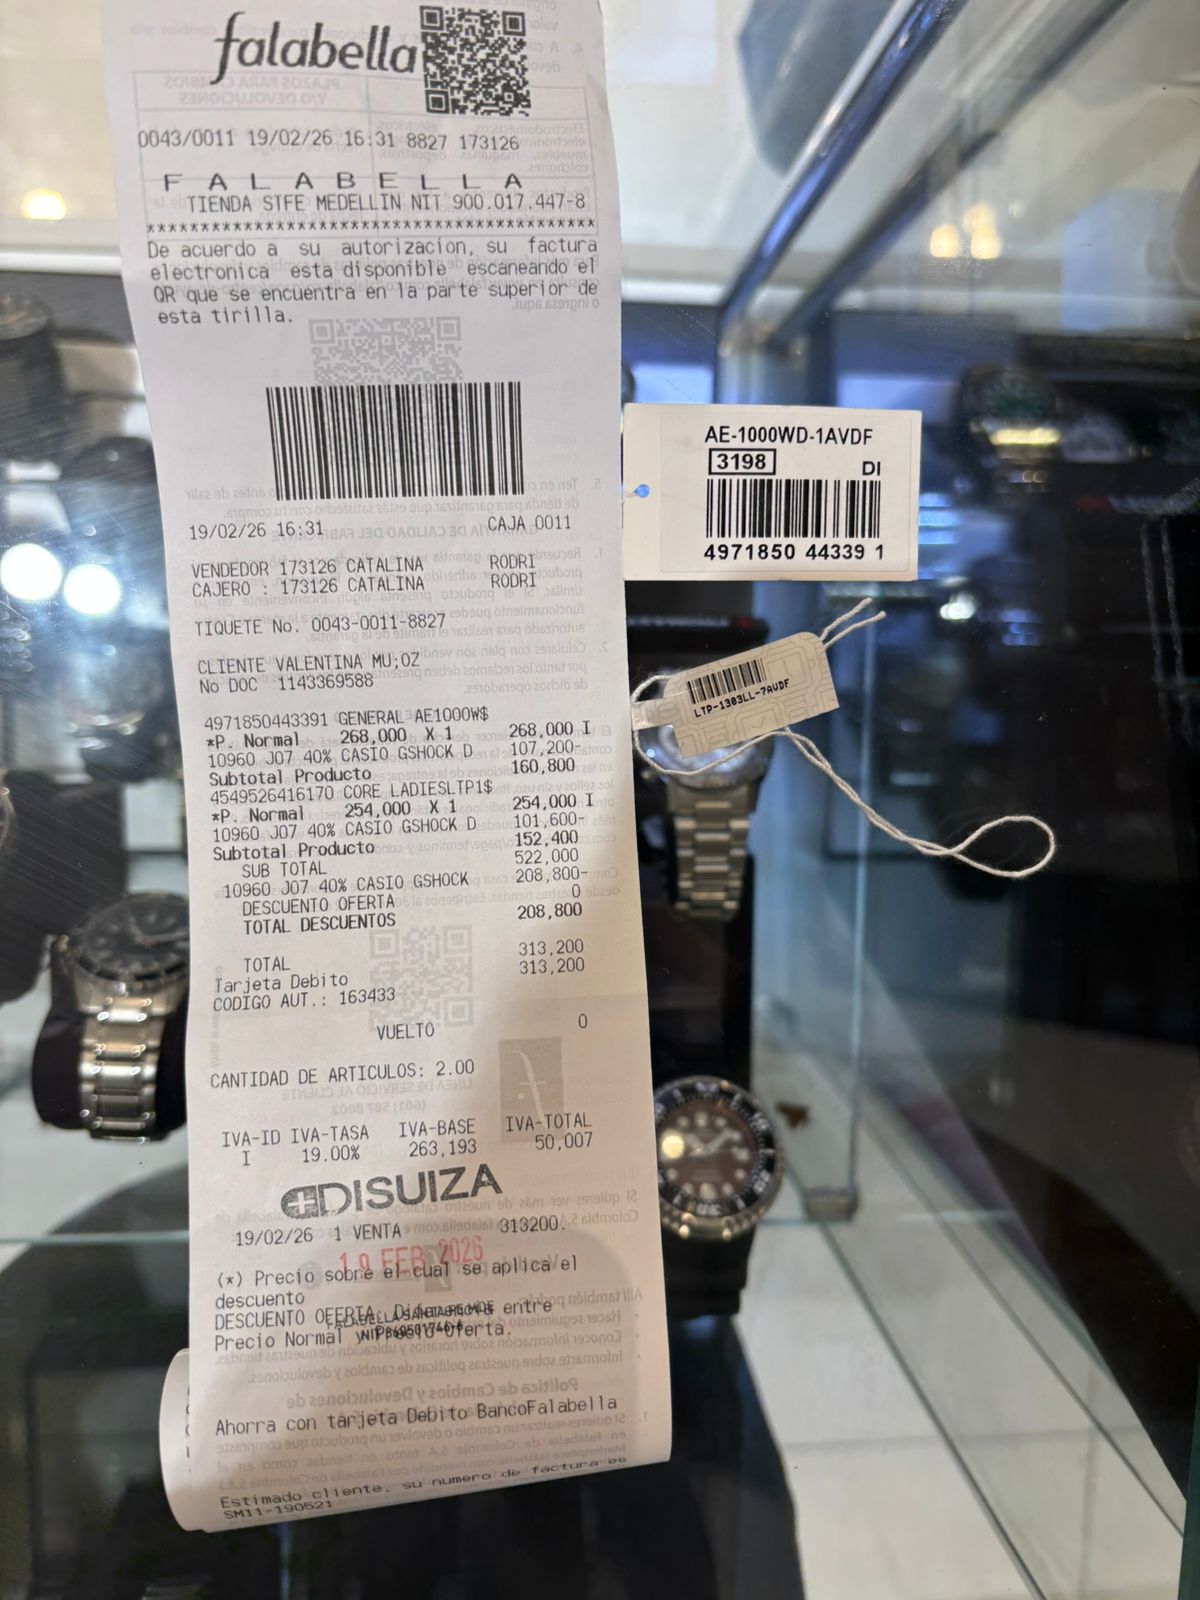 falabella
0043/0011 19/02/26 16:31 8827 173126
F A L A B E L L A
TIENDA STFE MEDELLIN NIT 900.017.447-8
****************************************
De acuerdo a su autorizacion, su factura
electronica esta disponible escaneando el
QR que se encuentra en la parte superior de
esta tirilla.
19/02/26 16:31 CAJA 0011
VENDEDOR 173126 CATALINA RODRI
CAJERO : 173126 CATALINA RODRI
TIQUETE No. 0043-0011-8827
CLIENTE VALENTINA MU;OZ
No DOC 1143369588
4971850443391 GENERAL AE1000W$
*P. Normal 268,000 X 1 268,000 I
10960 J07 40% CASIO GSHOCK D 107,200-
Subtotal Producto 160,800
4549526416170 CORE LADIESLTP1$
*P. Normal 254,000 X 1 254,000 I
10960 J07 40% CASIO GSHOCK D 101,600-
Subtotal Producto 152,400
SUB TOTAL 522,000
10960 J07 40% CASIO GSHOCK 208,800-
DESCUENTO OFERTA 0
TOTAL DESCUENTOS 208,800
TOTAL 313,200
Tarjeta Debito 313,200
CODIGO AUT.: 163433
VUELTO 0
CANTIDAD DE ARTICULOS: 2.00
IVA-ID IVA-TASA IVA-BASE IVA-TOTAL
I 19.00% 263,193 50,007
DISUIZA
19/02/26 1 VENTA 313200.
19 FEB 2026
(*) Precio sobre el cual se aplica el
descuento
DESCUENTO OFERTA: Diferencia entre
Precio Normal y Precio Oferta.
Ahorra con tarjeta Debito BancoFalabella
Estimado cliente, su numero de factura es
SM11-190521
AE-1000WD-1AVDF
3198 DI
4971850 44339 1
LTP-1303LL-7AVDF